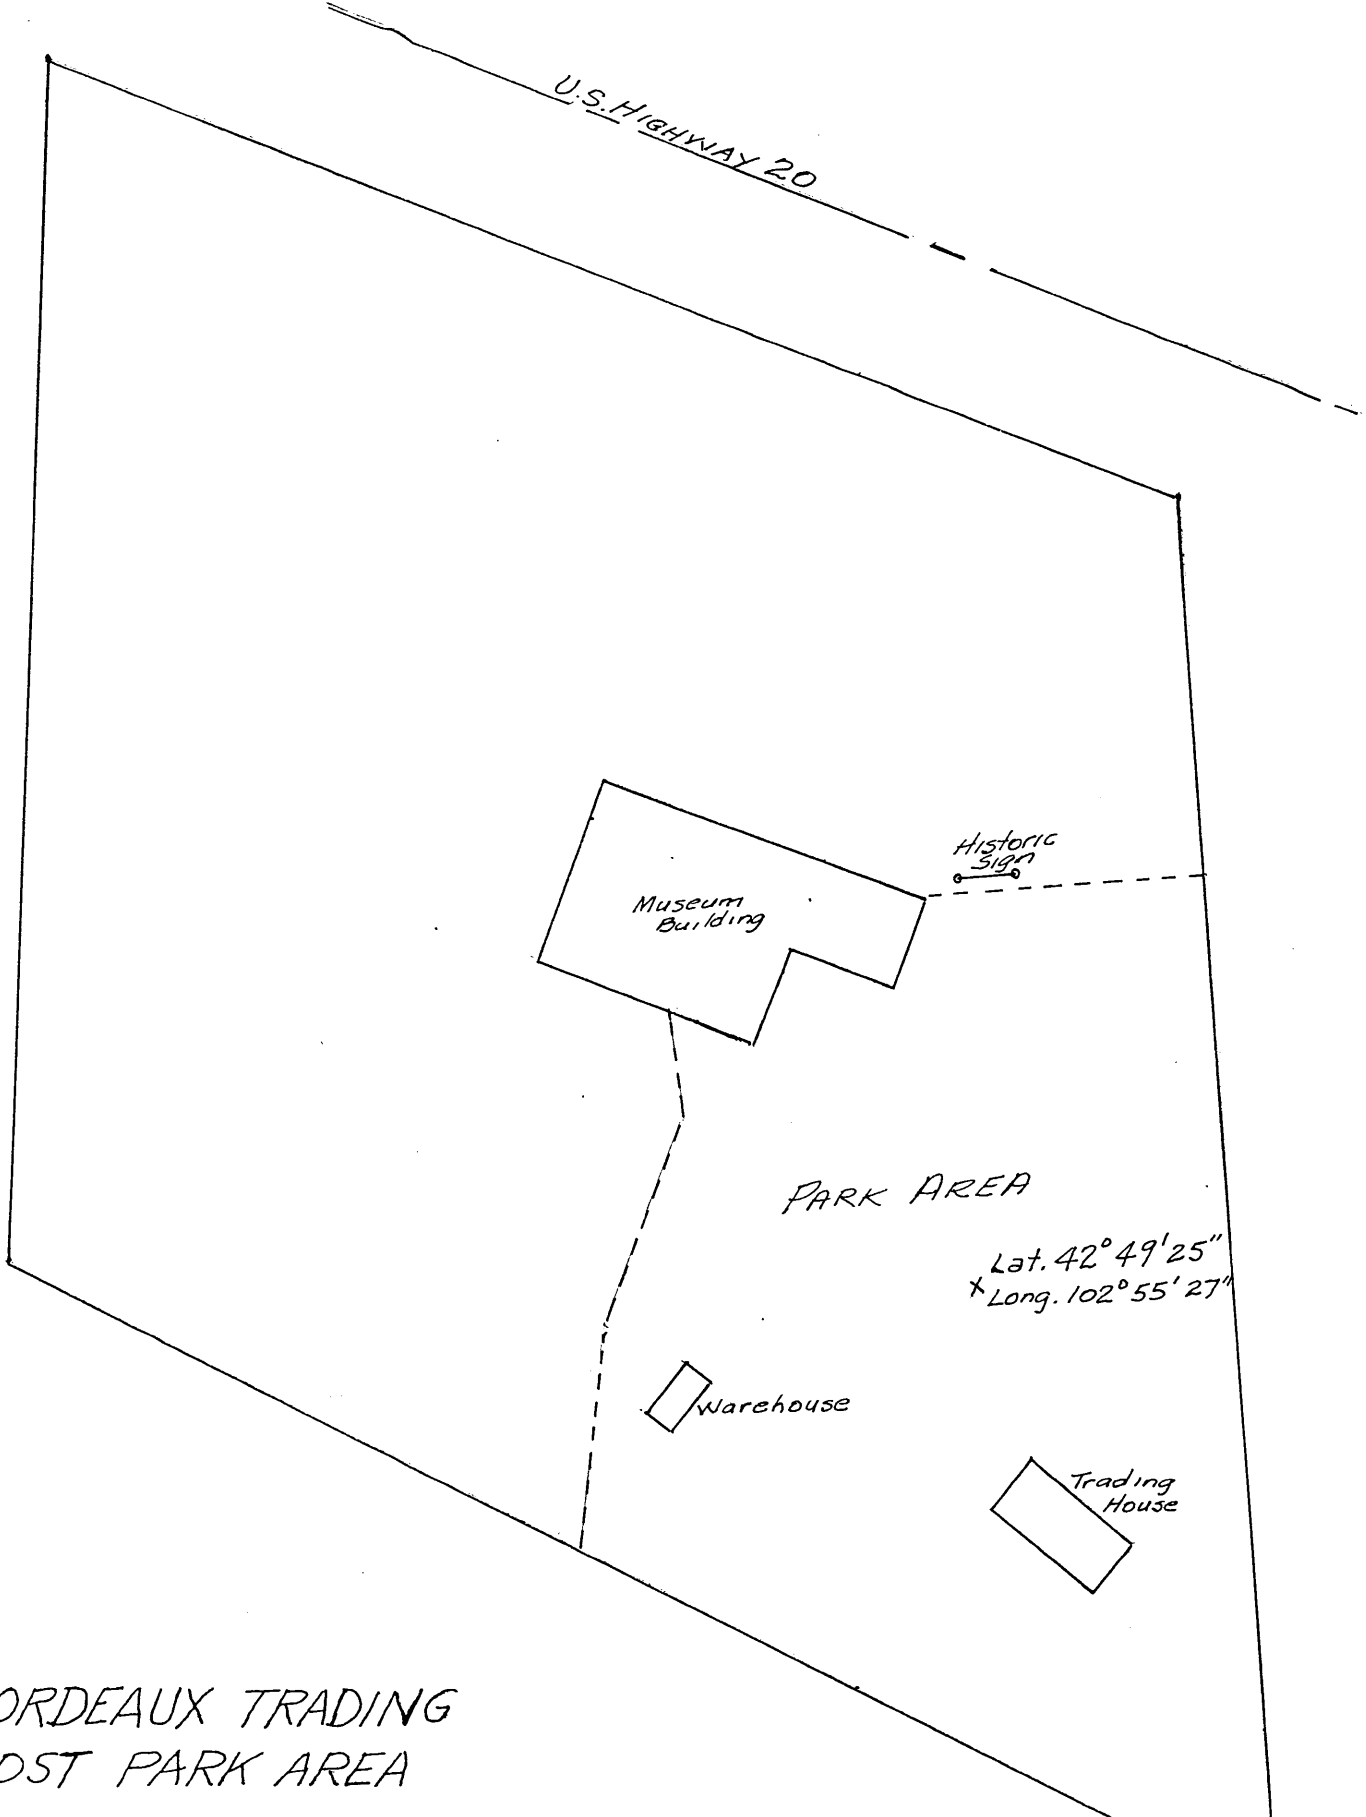 U.S. HIGHWAY 20
Historic
Sign
Museum
Building
PARK AREA
Lat. 42° 49' 25"
x Long. 102° 55' 27"
Warehouse
Trading
House
ORDEAUX TRADING
OST PARK AREA